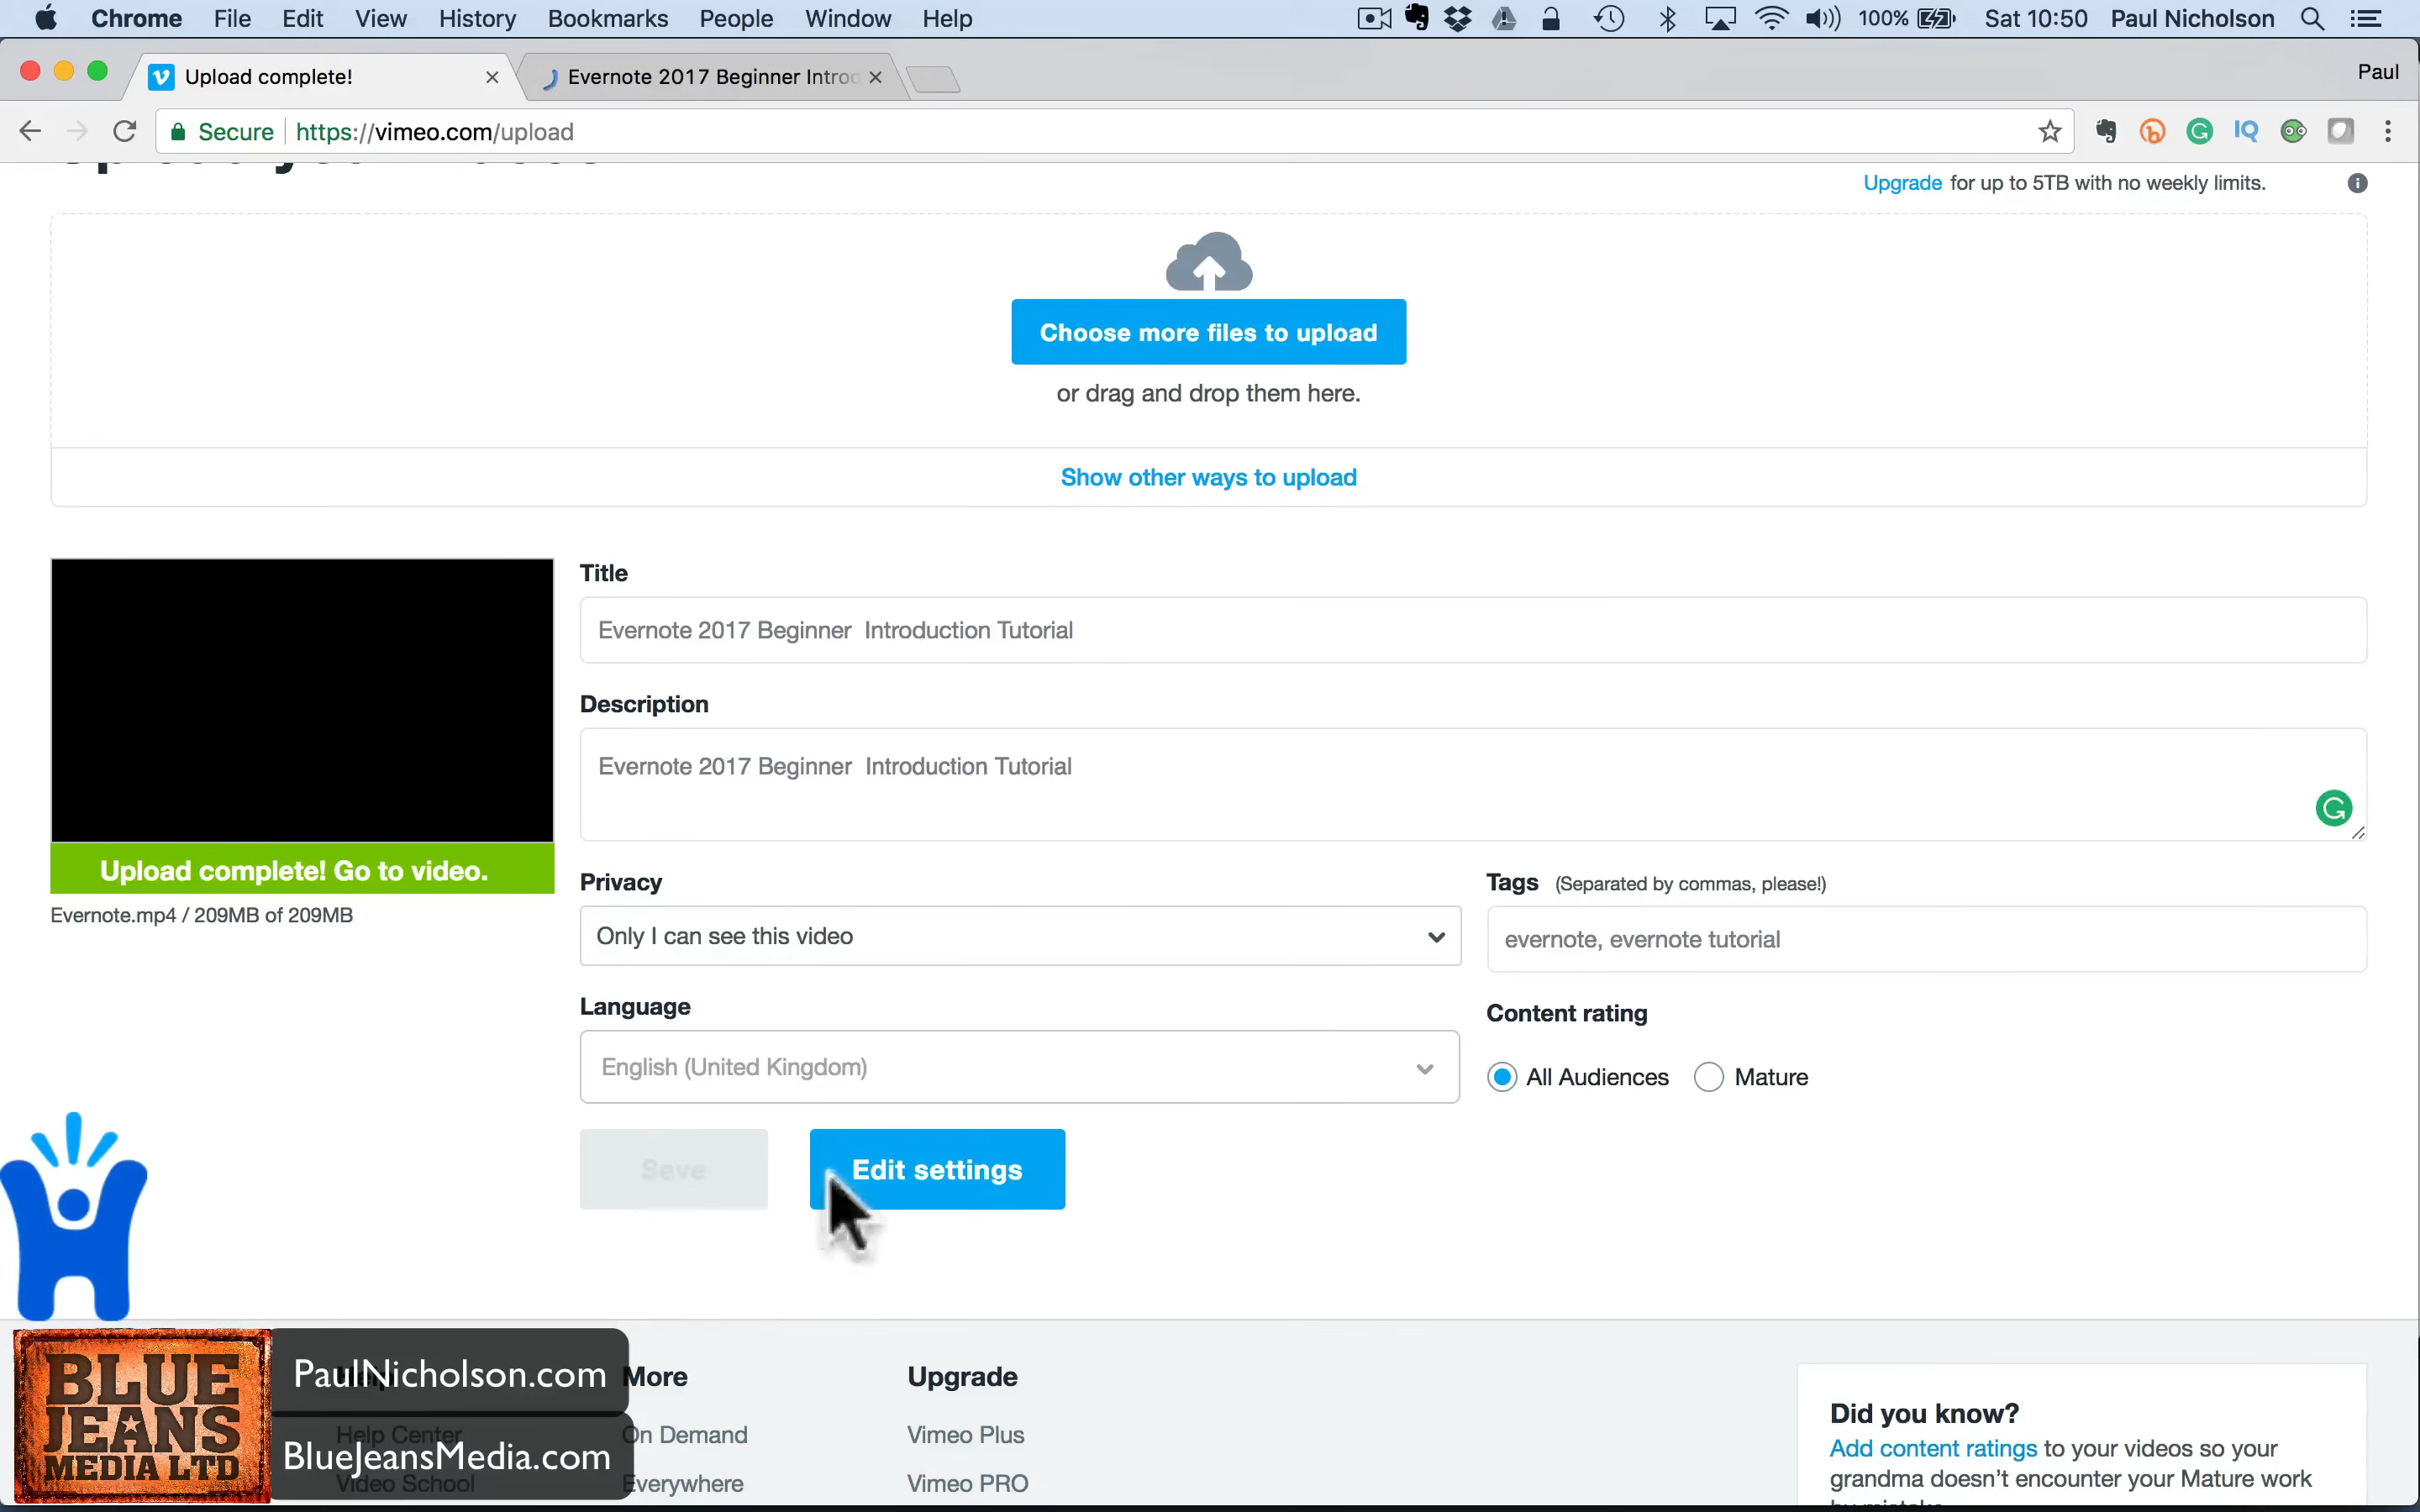 Chrome File Edit View History Bookmarks People Window Help 100% Sat 10:50 Paul Nicholson
Upload complete! Evernote 2017 Beginner Introd Paul
Secure https://vimeo.com/upload
Upgrade for up to 5TB with no weekly limits.
Choose more files to upload
or drag and drop them here.
Show other ways to upload
Title
Evernote 2017 Beginner Introduction Tutorial
Description
Evernote 2017 Beginner Introduction Tutorial
Upload complete! Go to video.
Evernote.mp4 / 209MB of 209MB
Privacy
Only I can see this video
Tags (Separated by commas, please!)
evernote, evernote tutorial
Language
English (United Kingdom)
Content rating
All Audiences Mature
Save Edit settings
BLUE JEANS MEDIA LTD
PaulNicholson.com
BlueJeansMedia.com
Help Center
Video School
More
On Demand
Everywhere
Upgrade
Vimeo Plus
Vimeo PRO
Did you know?
Add content ratings to your videos so your
grandma doesn't encounter your Mature work